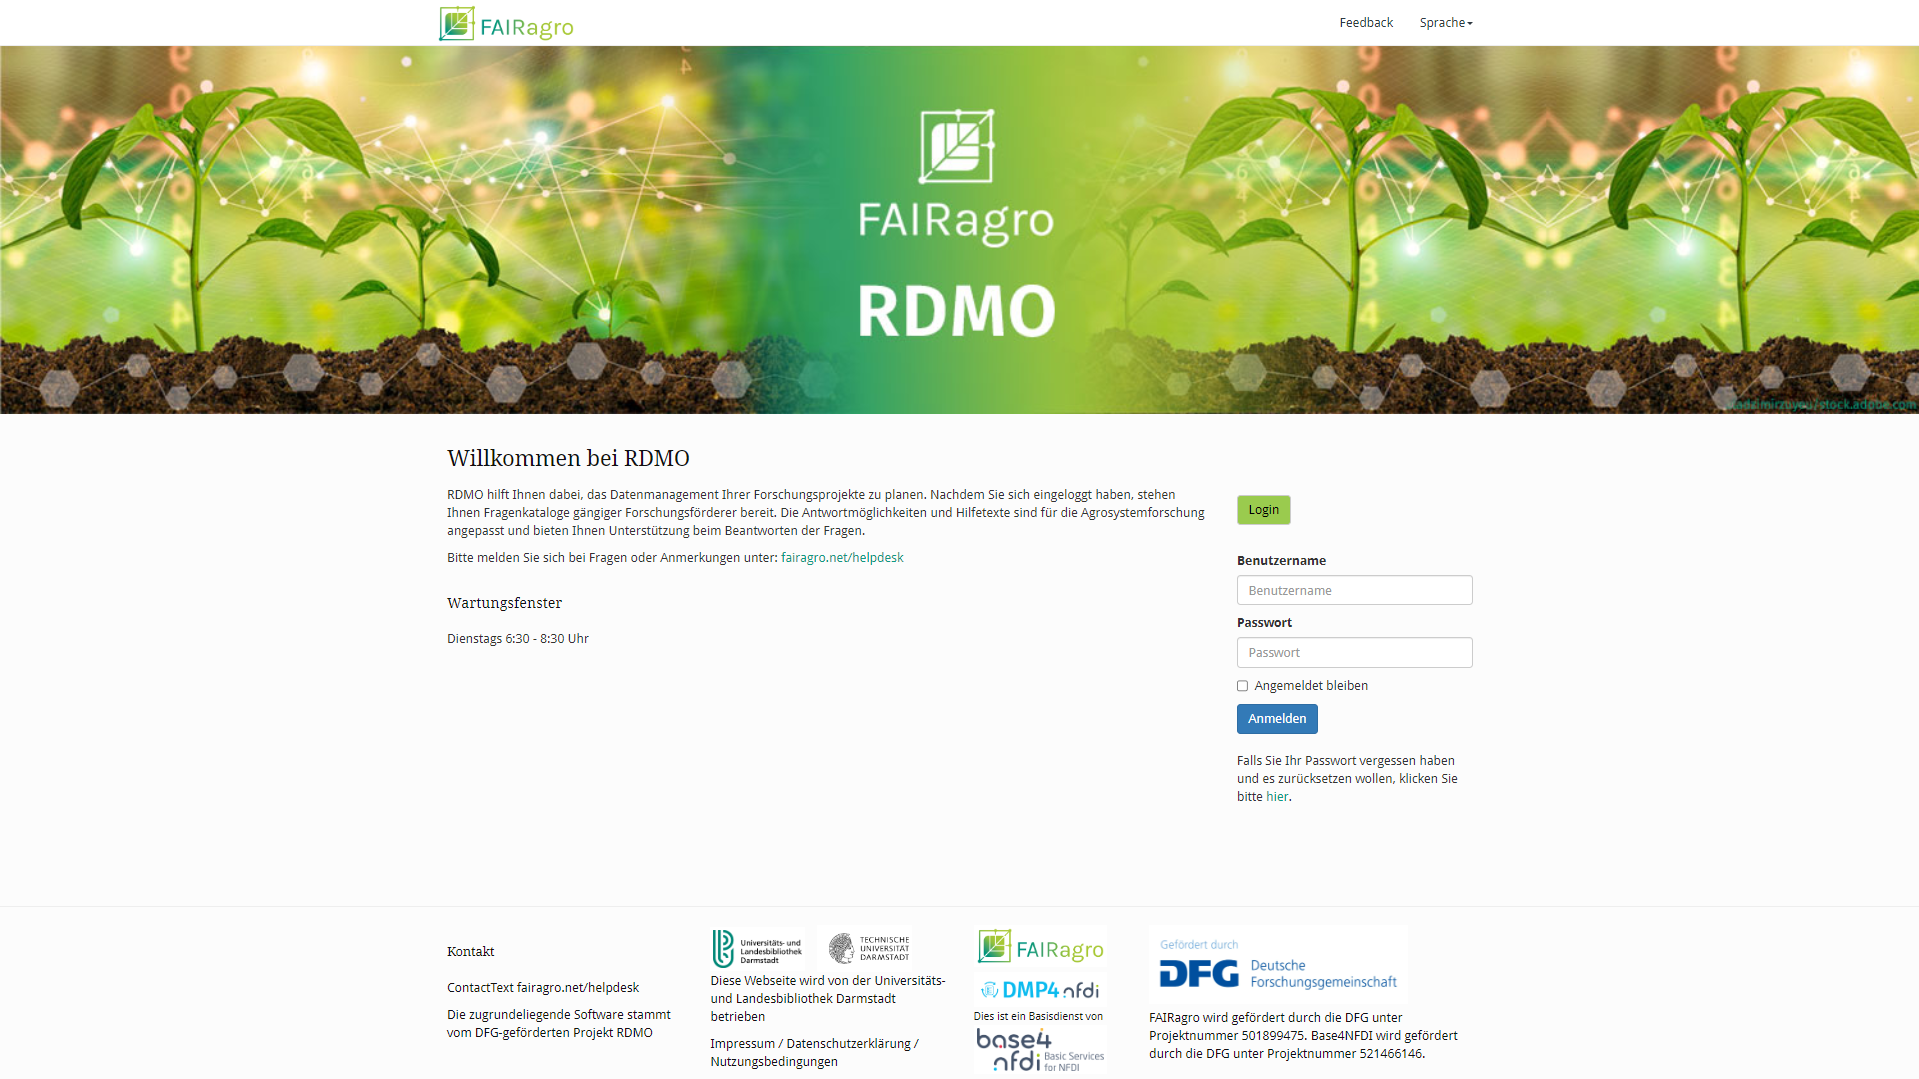 FAIRagro
Feedback
Sprache
FAIRagro
RDMO
Willkommen bei RDMO
RDMO hilft Ihnen dabei, das Datenmanagement Ihrer Forschungsprojekte zu planen. Nachdem Sie sich eingeloggt haben, stehen
Ihnen Fragenkataloge gängiger Forschungsförderer bereit. Die Antwortmöglichkeiten und Hilfetexte sind für die Agrosystemforschung
angepasst und bieten Ihnen Unterstützung beim Beantworten der Fragen.
Bitte melden Sie sich bei Fragen oder Anmerkungen unter: fairagro.net/helpdesk
Wartungsfenster
Dienstags 6:30 - 8:30 Uhr
Login
Benutzername
Benutzername
Passwort
Passwort
Angemeldet bleiben
Anmelden
Falls Sie Ihr Passwort vergessen haben
und es zurücksetzen wollen, klicken Sie
bitte hier.
Kontakt
ContactText fairagro.net/helpdesk
Die zugrundeliegende Software stammt
vom DFG-geförderten Projekt RDMO
Universitäts- und
Landesbibliothek
Darmstadt
TECHNISCHE
UNIVERSITÄT
DARMSTADT
Diese Webseite wird von der Universitäts-
und Landesbibliothek Darmstadt
betrieben
Impressum / Datenschutzerklärung /
Nutzungsbedingungen
FAIRagro
DMP4 nfdi
Dies ist ein Basisdienst von
base4
nfdi
Basic Services
for NFDI
Gefördert durch
DFG
Deutsche
Forschungsgemeinschaft
FAIRagro wird gefördert durch die DFG unter
Projektnummer 501899475. Base4NFDI wird gefördert
durch die DFG unter Projektnummer 521466146.